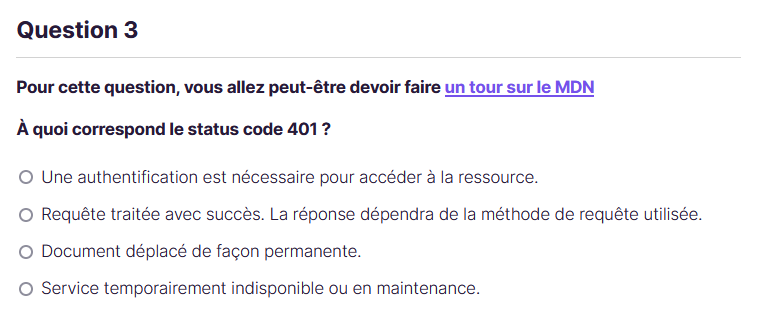 Question 3
Pour cette question, vous allez peut-être devoir faire un tour sur le MDN
À quoi correspond le status code 401 ?
Une authentification est nécessaire pour accéder à la ressource.
Requête traitée avec succès. La réponse dépendra de la méthode de requête utilisée.
Document déplacé de façon permanente.
Service temporairement indisponible ou en maintenance.